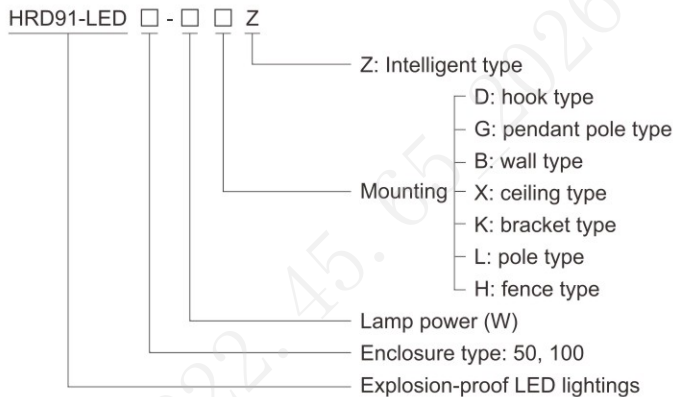 HRD91-LED □ - □ □ Z
Z: Intelligent type
D: hook type
G: pendant pole type
B: wall type
Mounting X: ceiling type
K: bracket type
L: pole type
H: fence type
Lamp power (W)
Enclosure type: 50, 100
Explosion-proof LED lightings